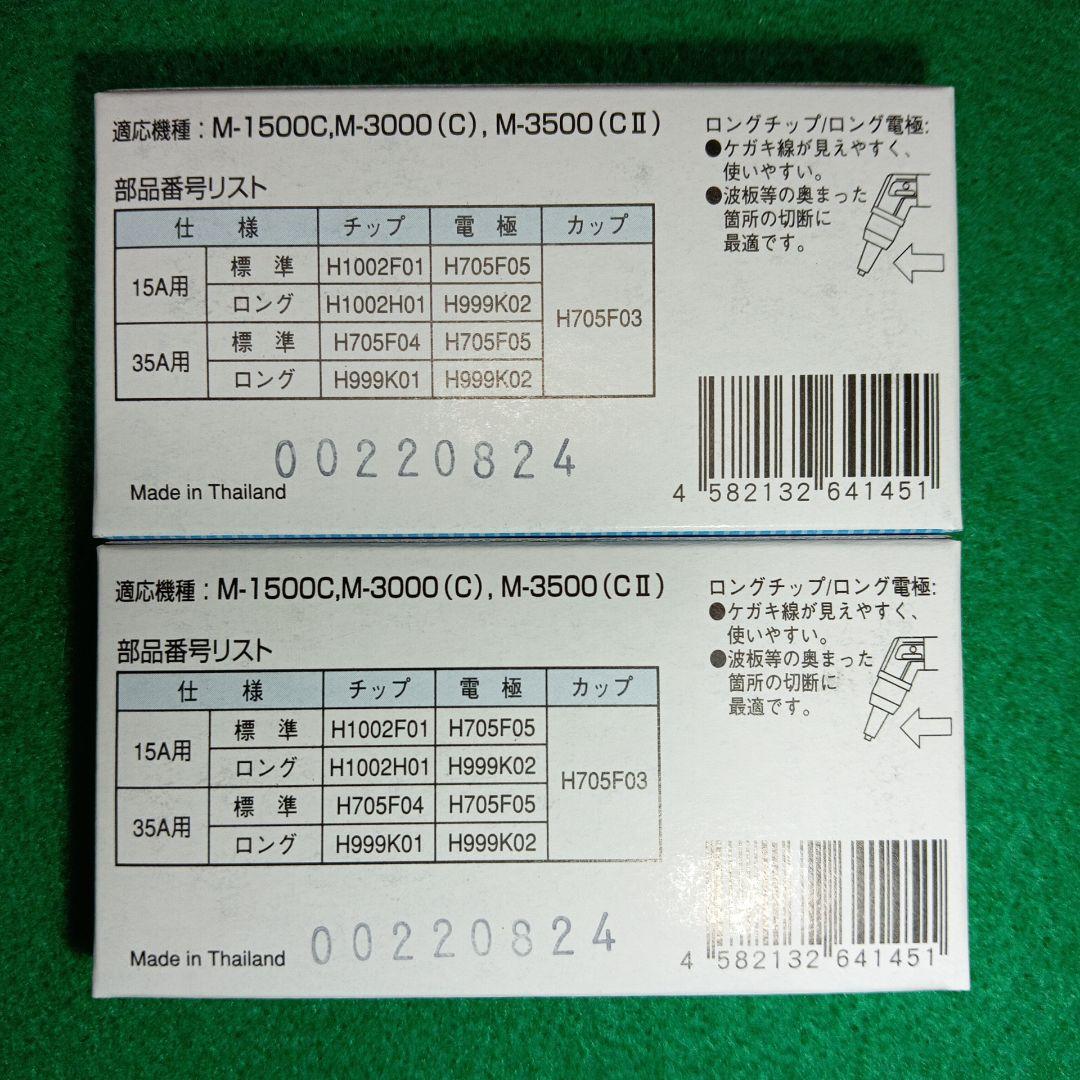 適応機種：M-1500C,M-3000（C）, M-3500（CⅡ）
部品番号リスト
仕　様　チップ　電　極　カップ
15A用　標　準　H1002F01　H705F05　H705F03
ロング　H1002H01　H999K02
35A用　標　準　H705F04　H705F05
ロング　H999K01　H999K02
ロングチップ/ロング電極:
●ケガキ線が見えやすく、
使いやすい。
●波板等の奥まった
箇所の切断に
最適です。
00220824
Made in Thailand
4 582132 641451
適応機種：M-1500C,M-3000（C）, M-3500（CⅡ）
部品番号リスト
仕　様　チップ　電　極　カップ
15A用　標　準　H1002F01　H705F05　H705F03
ロング　H1002H01　H999K02
35A用　標　準　H705F04　H705F05
ロング　H999K01　H999K02
ロングチップ/ロング電極:
●ケガキ線が見えやすく、
使いやすい。
●波板等の奥まった
箇所の切断に
最適です。
00220824
Made in Thailand
4 582132 641451